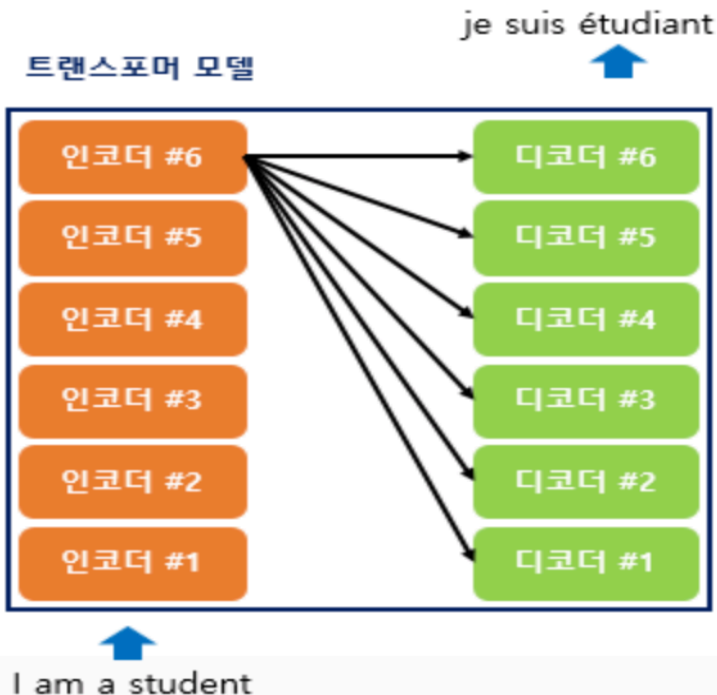 je suis étudiant
트랜스포머 모델
인코더 #6
디코더 #6
인코더 #5
디코더 #5
인코더 #4
디코더 #4
인코더 #3
디코더 #3
인코더 #2
디코더 #2
인코더 #1
디코더 #1
I am a student